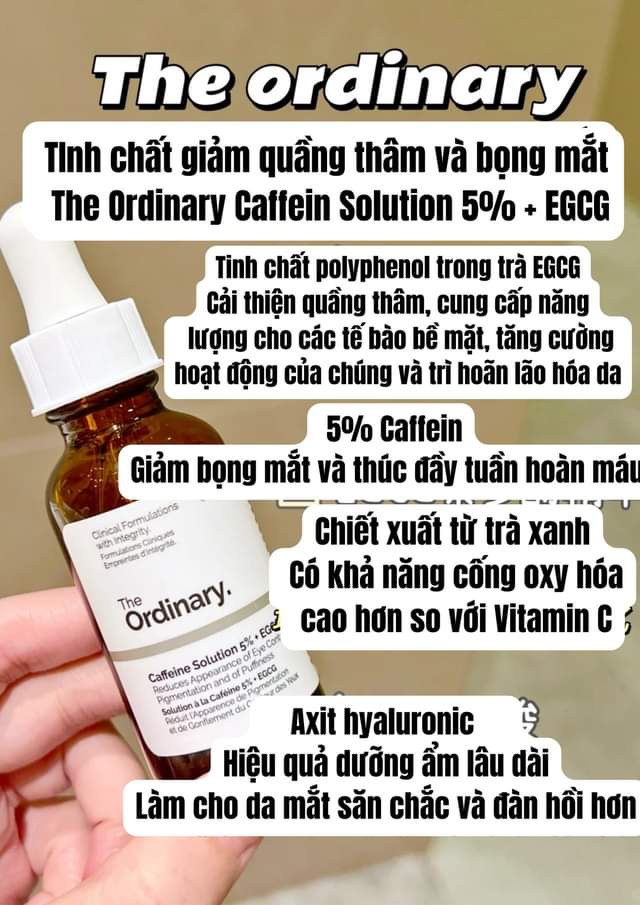 The ordinary
TInh chất giảm quầng thâm và bọng mắt
The Ordinary Caffein Solution 5% + EGCG
Tinh chất polyphenol trong trà EGCG
Cải thiện quầng thâm, cung cấp năng
lượng cho các tế bào bề mặt, tăng cường
hoạt động của chúng và trì hoãn lão hóa da
5% Caffein
Giảm bọng mắt và thúc đẩy tuần hoàn máu
Chiết xuất từ trà xanh
Có khả năng cống oxy hóa
cao hơn so với Vitamin C
Axit hyaluronic
Hiệu quả dưỡng ẩm lâu dài
Làm cho da mắt săn chắc và đàn hồi hơn
Clinical Formulations
with Integrity.
Formulations Cliniques
Empreintes d'Intégrité.
The
Ordinary.
Caffeine Solution 5% + EGC
Reduces Appearance of Eye Cont
Pigmentation and of Puffiness
Solution à la Caféine 5% + EGCG
Réduit l'Apparence de Pigmentation
et de Gonflement du des Yeux